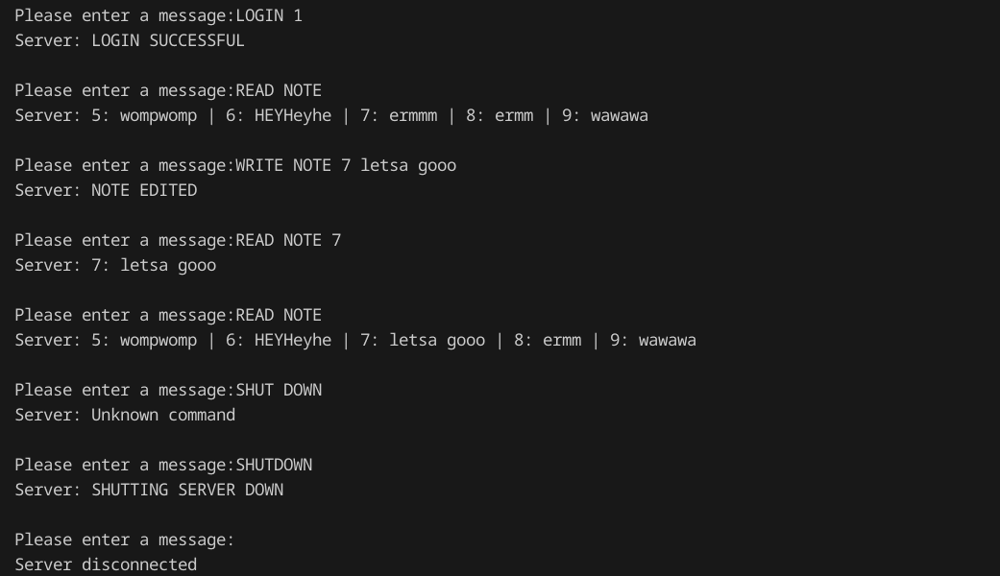 Please enter a message:LOGIN 1
Server: LOGIN SUCCESSFUL
Please enter a message:READ NOTE
Server: 5: wompwomp | 6: HEYHeyhe | 7: ermmm | 8: ermm | 9: wawawa
Please enter a message:WRITE NOTE 7 letsa gooo
Server: NOTE EDITED
Please enter a message:READ NOTE 7
Server: 7: letsa gooo
Please enter a message:READ NOTE
Server: 5: wompwomp | 6: HEYHeyhe | 7: letsa gooo | 8: ermm | 9: wawawa
Please enter a message:SHUT DOWN
Server: Unknown command
Please enter a message:SHUTDOWN
Server: SHUTTING SERVER DOWN
Please enter a message:
Server disconnected